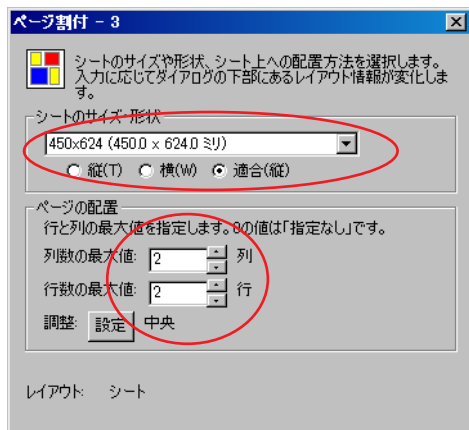 ページ割付 - 3
シートのサイズや形状、シート上への配置方法を選択します。
入力に応じてダイアログの下部にあるレイアウト情報が変化しま
す。
シートのサイズ・形状
450x624 (450.0 x 624.0 ミリ)
縦(T) 横(W) 適合(縦)
ページの配置
行と列の最大値を指定します。0の値は「指定なし」です。
列数の最大値: 2 列
行数の最大値: 2 行
調整: 設定 中央
レイアウト: シート